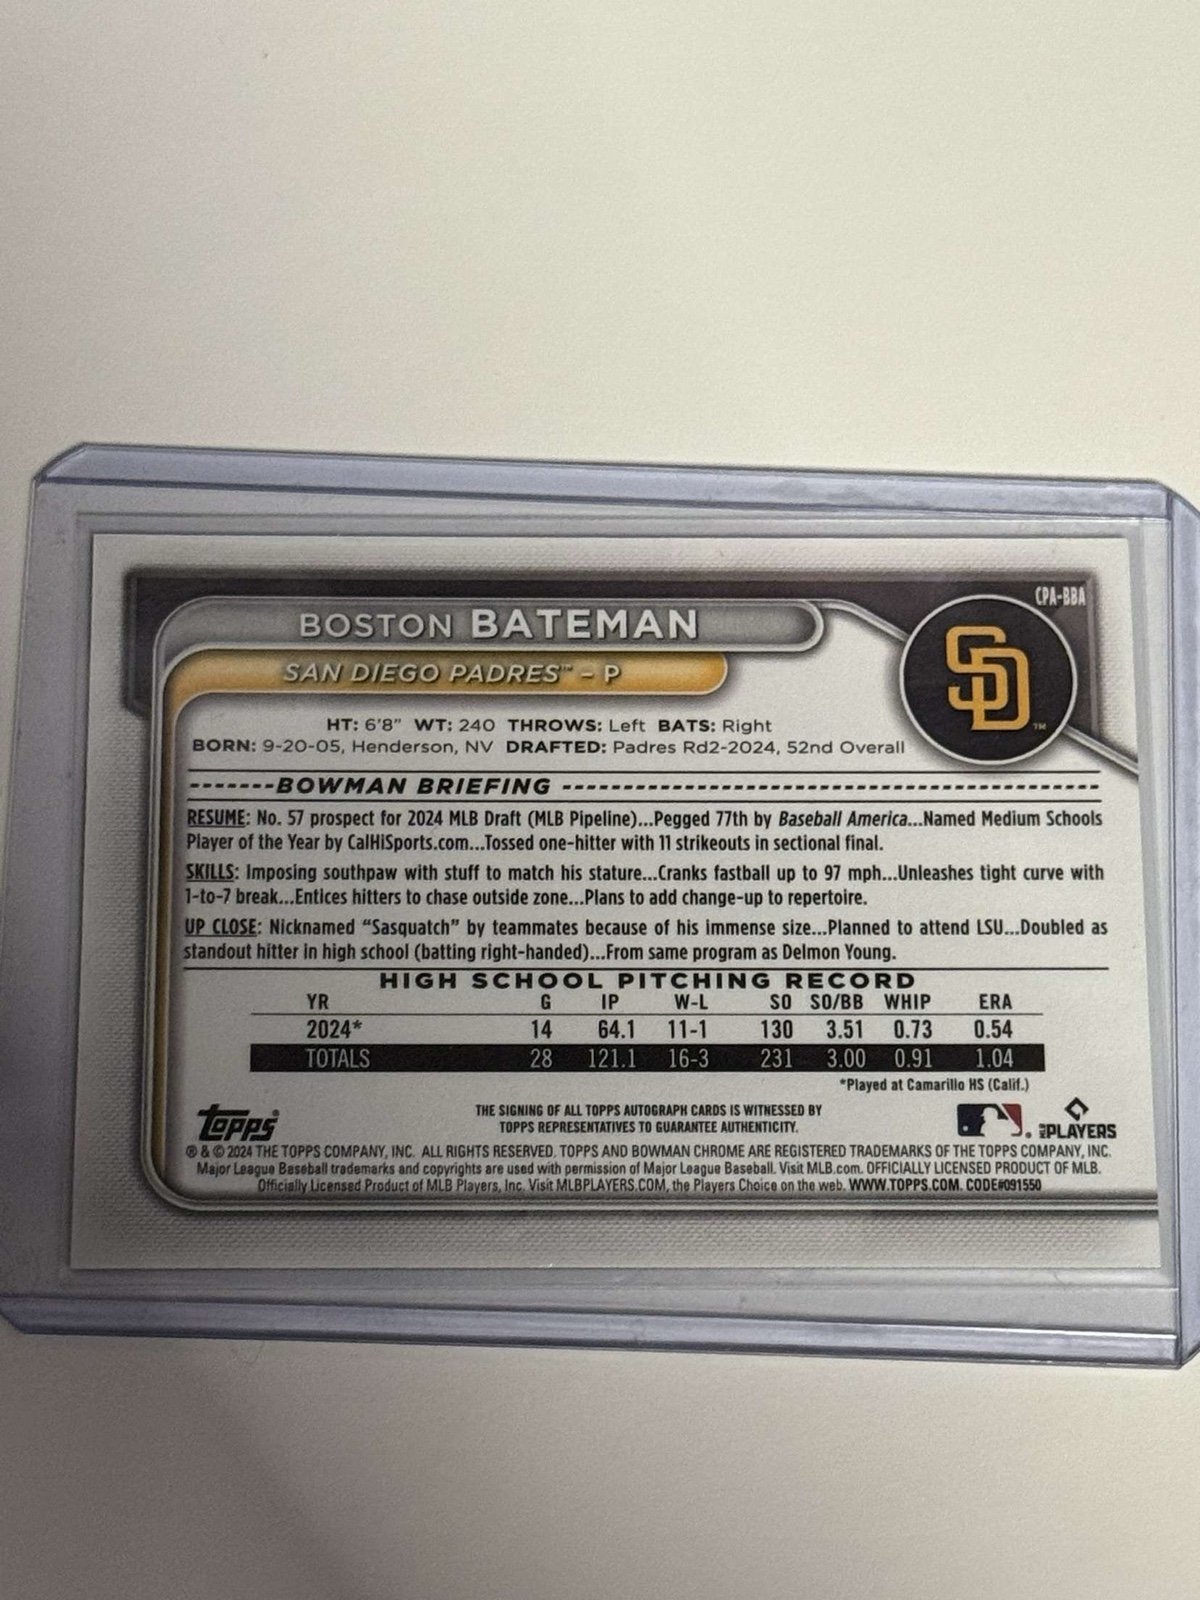 CPA-BBA
BOSTON BATEMAN
SAN DIEGO PADRES™ – P
SD™
HT: 6'8" WT: 240 THROWS: Left BATS: Right
BORN: 9-20-05, Henderson, NV DRAFTED: Padres Rd2-2024, 52nd Overall
BOWMAN BRIEFING
RESUME: No. 57 prospect for 2024 MLB Draft (MLB Pipeline)...Pegged 77th by Baseball America...Named Medium Schools
Player of the Year by CalHiSports.com...Tossed one-hitter with 11 strikeouts in sectional final.
SKILLS: Imposing southpaw with stuff to match his stature...Cranks fastball up to 97 mph...Unleashes tight curve with
1-to-7 break...Entices hitters to chase outside zone...Plans to add change-up to repertoire.
UP CLOSE: Nicknamed “Sasquatch” by teammates because of his immense size...Planned to attend LSU...Doubled as
standout hitter in high school (batting right-handed)...From same program as Delmon Young.
HIGH SCHOOL PITCHING RECORD
YR G IP W-L SO SO/BB WHIP ERA
2024* 14 64.1 11-1 130 3.51 0.73 0.54
TOTALS 28 121.1 16-3 231 3.00 0.91 1.04
*Played at Camarillo HS (Calif.)
topps®
THE SIGNING OF ALL TOPPS AUTOGRAPH CARDS IS WITNESSED BY
TOPPS REPRESENTATIVES TO GUARANTEE AUTHENTICITY.
MLB PLAYERS
® & © 2024 THE TOPPS COMPANY, INC. ALL RIGHTS RESERVED. TOPPS AND BOWMAN CHROME ARE REGISTERED TRADEMARKS OF THE TOPPS COMPANY, INC.
Major League Baseball trademarks and copyrights are used with permission of Major League Baseball. Visit MLB.com. OFFICIALLY LICENSED PRODUCT OF MLB.
Officially Licensed Product of MLB Players, Inc. Visit MLBPLAYERS.COM, the Players Choice on the web. WWW.TOPPS.COM. CODE#091550